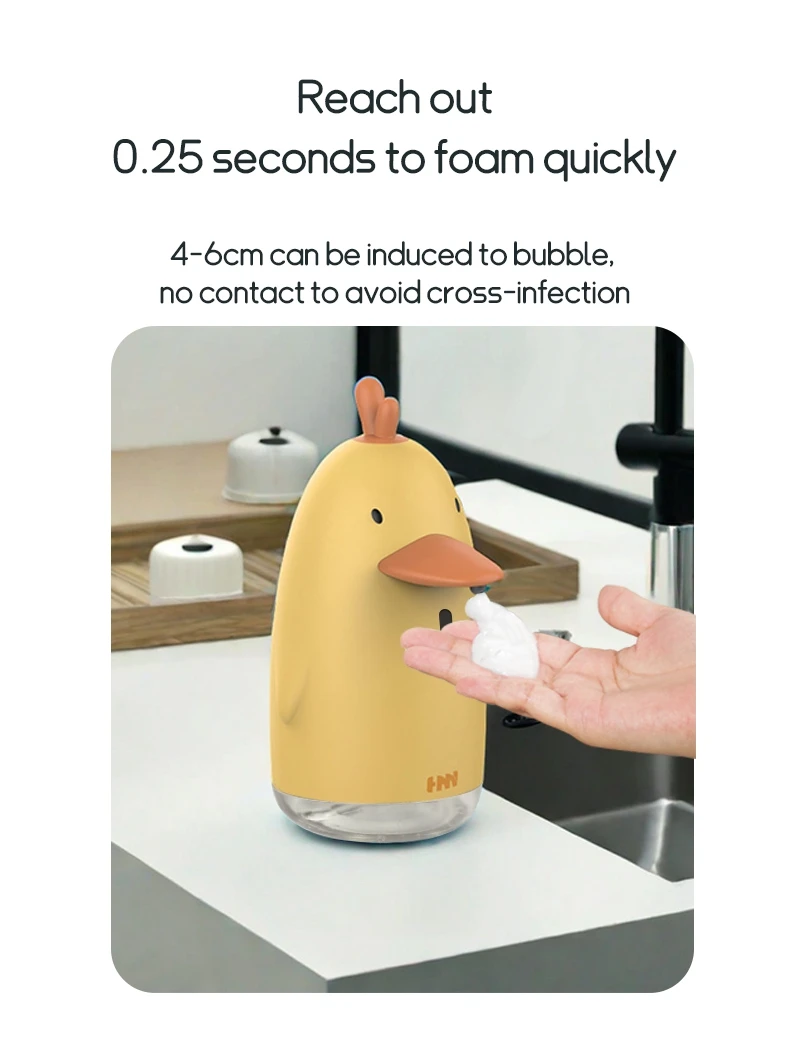 Reach out
0.25 seconds to foam quickly
4-6cm can be induced to bubble,
no contact to avoid cross-infection